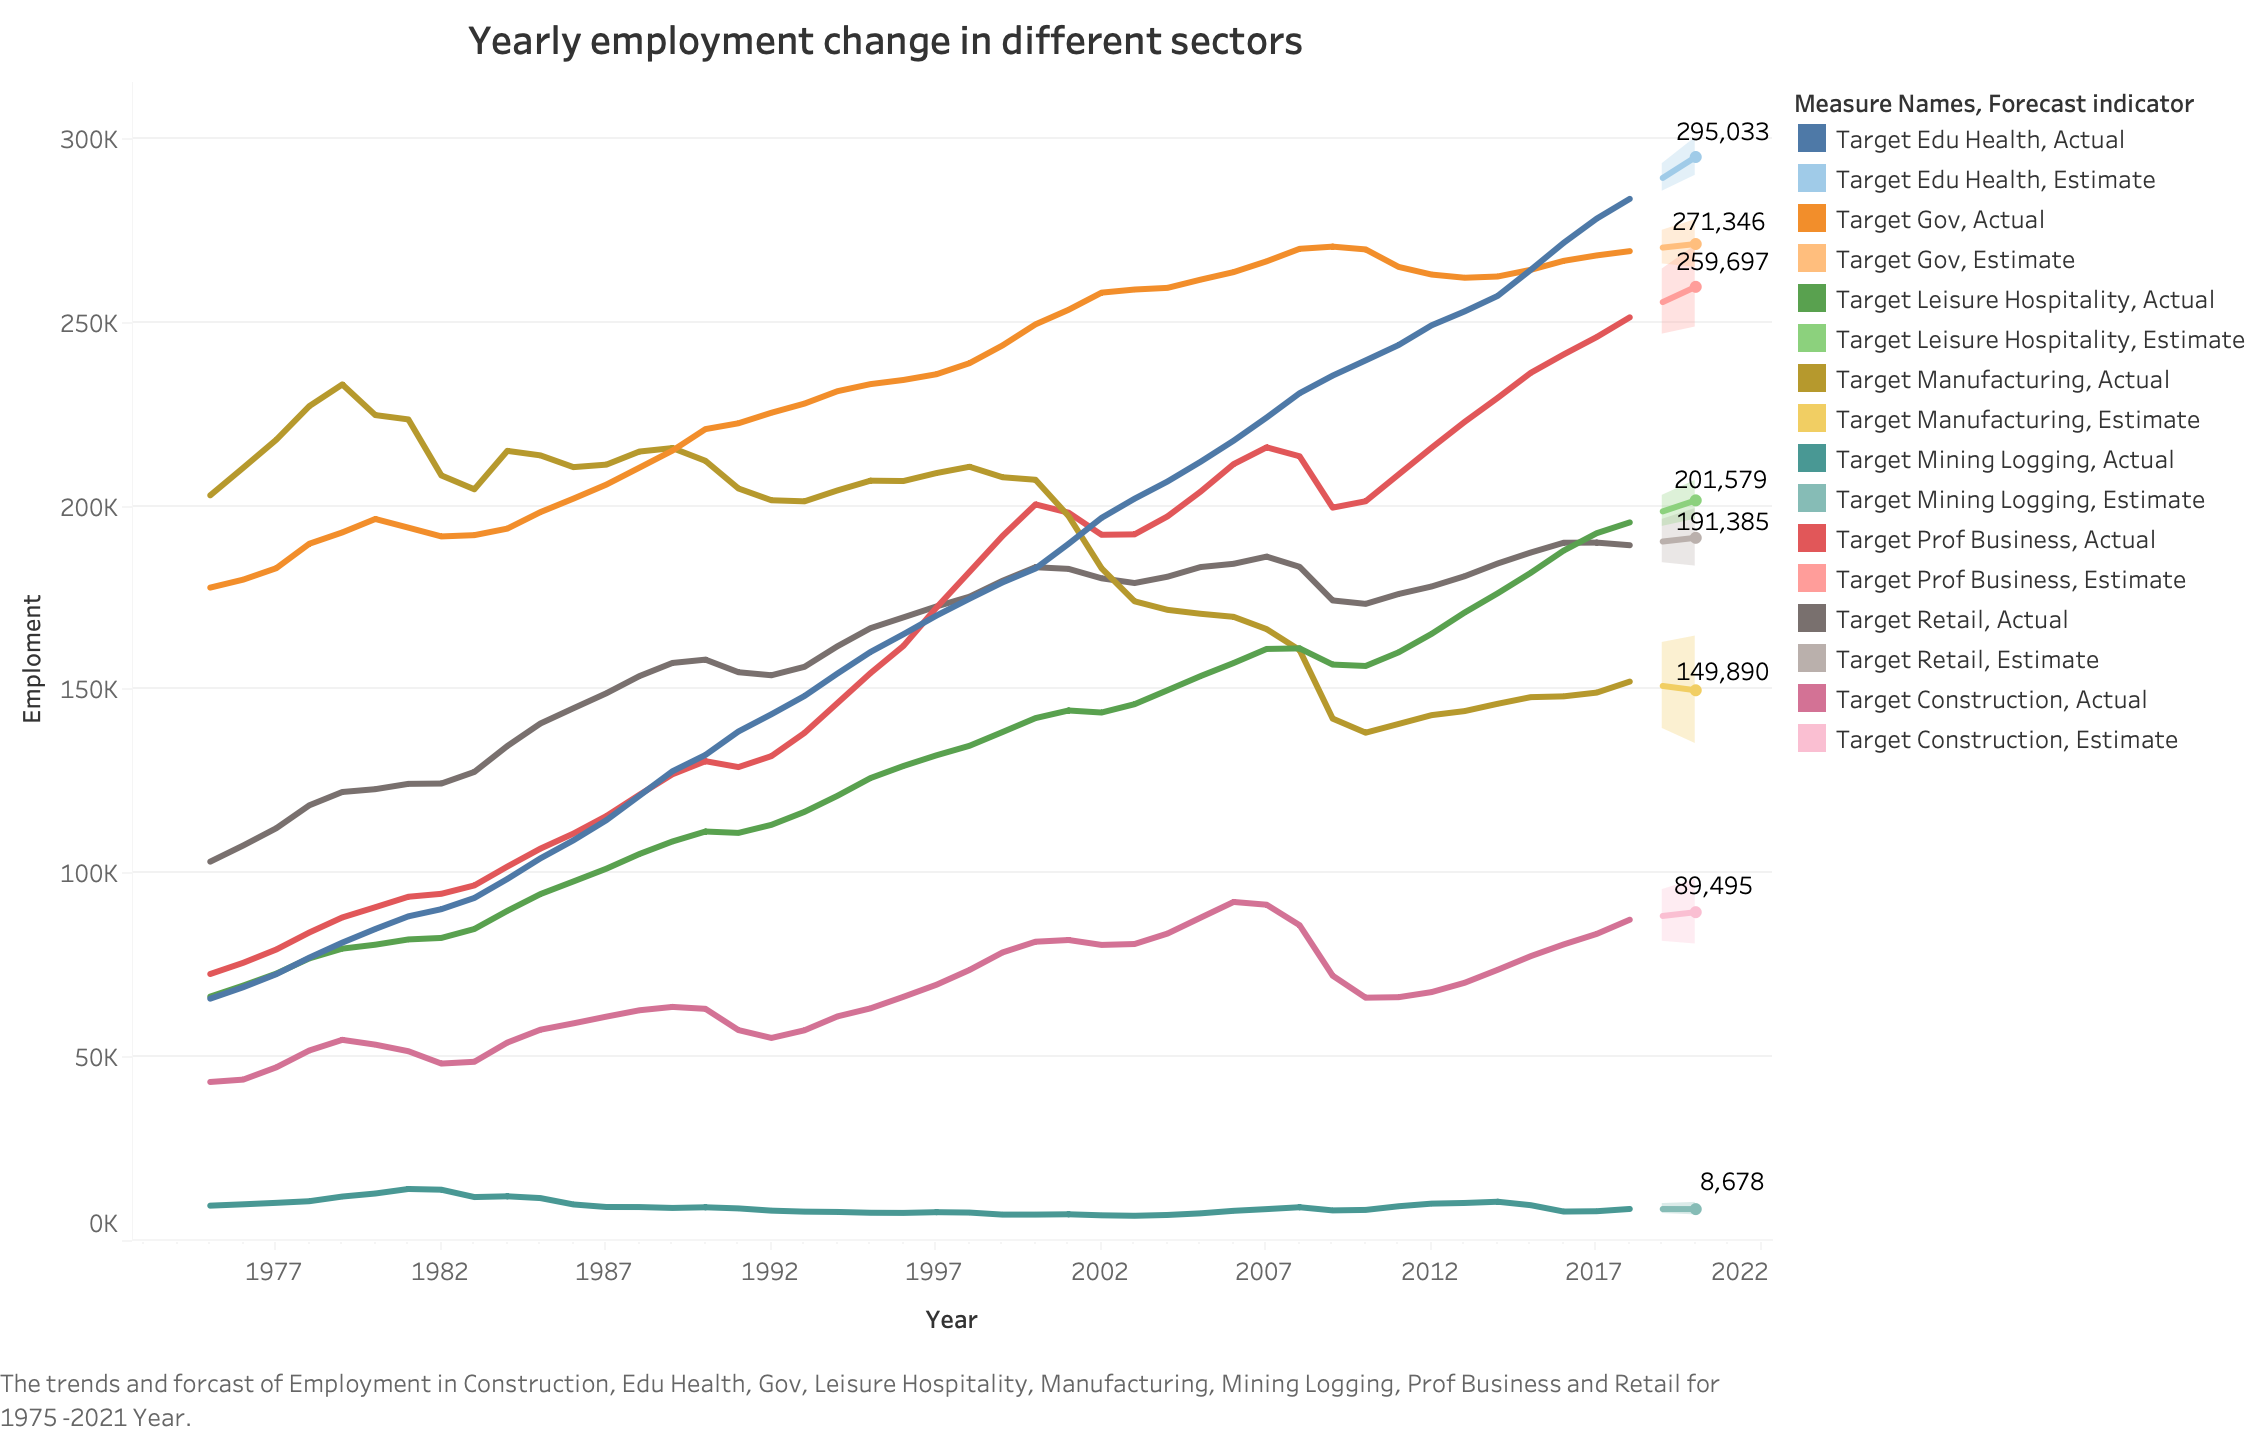 Yearly employment change in different sectors
Measure Names, Forecast indicator
Target Edu Health, Actual
Target Edu Health, Estimate
Target Gov, Actual
Target Gov, Estimate
Target Leisure Hospitality, Actual
Target Leisure Hospitality, Estimate
Target Manufacturing, Actual
Target Manufacturing, Estimate
Target Mining Logging, Actual
Target Mining Logging, Estimate
Target Prof Business, Actual
Target Prof Business, Estimate
Target Retail, Actual
Target Retail, Estimate
Target Construction, Actual
Target Construction, Estimate
300K
250K
200K
150K
100K
50K
0K
Emploment
295,033
271,346
259,697
201,579
191,385
149,890
89,495
8,678
1977 1982 1987 1992 1997 2002 2007 2012 2017 2022
Year
The trends and forcast of Employment in Construction, Edu Health, Gov, Leisure Hospitality, Manufacturing, Mining Logging, Prof Business and Retail for
1975 -2021 Year.